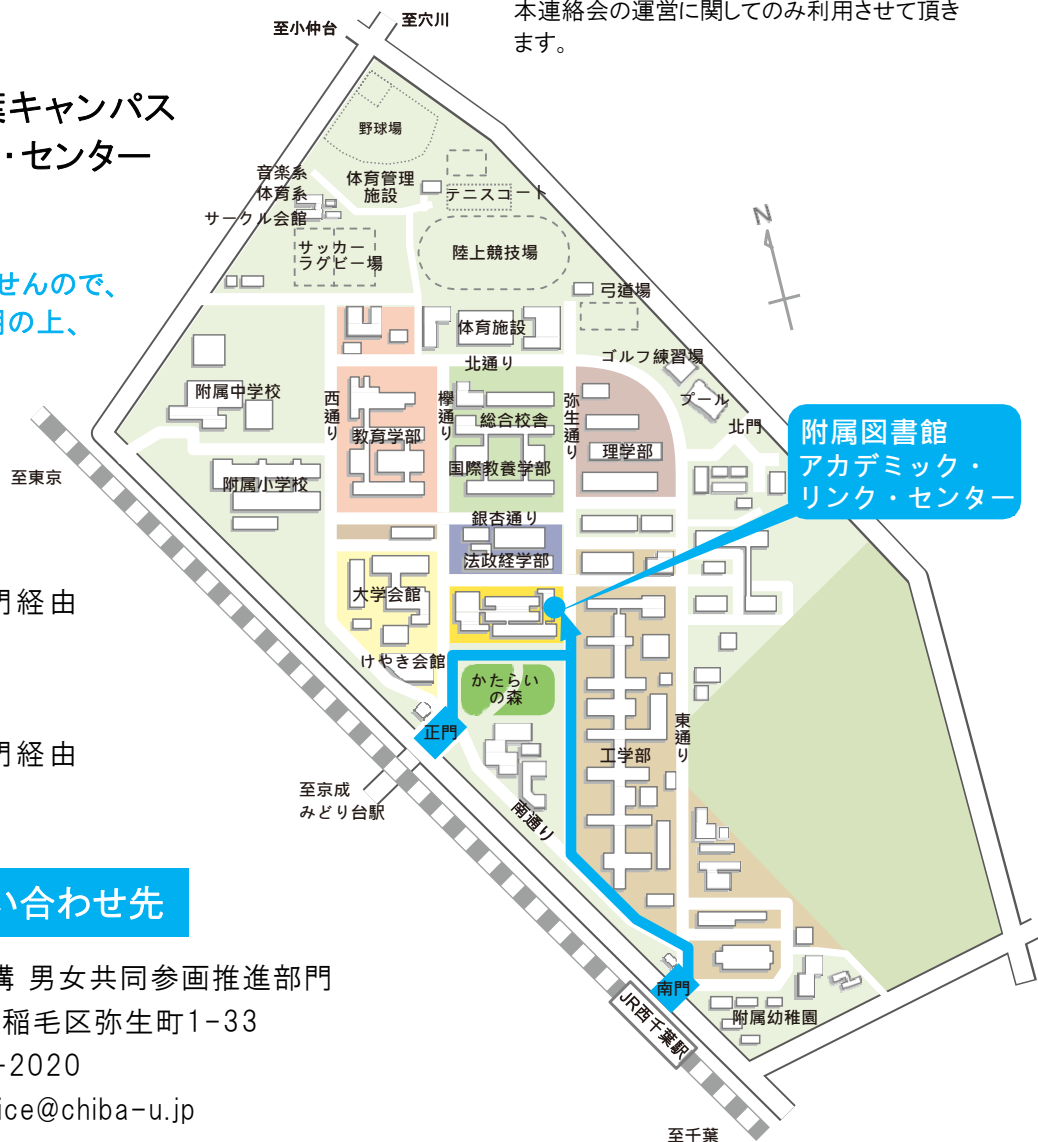 本連絡会の運営に関してのみ利用させて頂き
ます。
至小仲台
至穴川
キャンパス
・センター
せんので、
の上、
野球場
音楽系
体育系
サークル会館
体育管理
施設
テニスコート
サッカー
ラグビー場
陸上競技場
N
弓道場
体育施設
北通り
ゴルフ練習場
プール
北門
附属中学校
西通り
教育学部
欅通り
総合校舎
国際教養学部
弥生通り
理学部
附属図書館
アカデミック・
リンク・センター
至東京
附属小学校
銀杏通り
法政経学部
大学会館
けやき会館
門経由
かたらい
の森
正門
門経由
工学部
東通り
至京成
みどり台駅
南通り
い合わせ先
構 男女共同参画推進部門
稲毛区弥生町1-33
-2020
ice@chiba-u.jp
南門
JR西千葉駅
附属幼稚園
至千葉